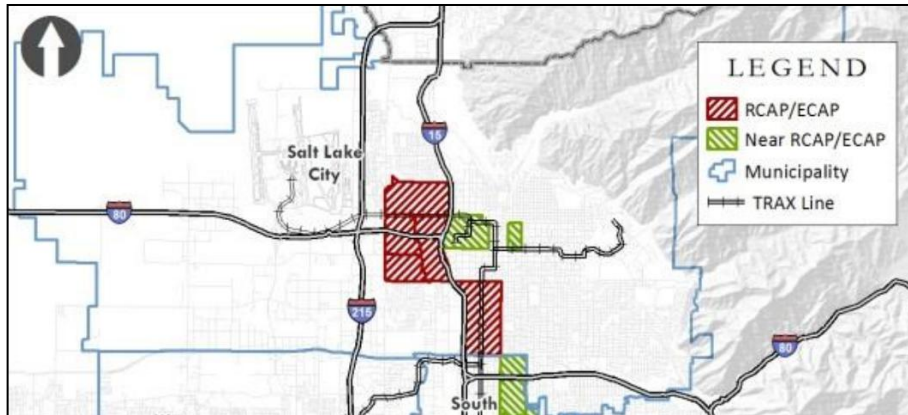 LEGEND
RCAP/ECAP
Near RCAP/ECAP
Municipality
TRAX Line
15
Salt Lake
City
80
215
80
South